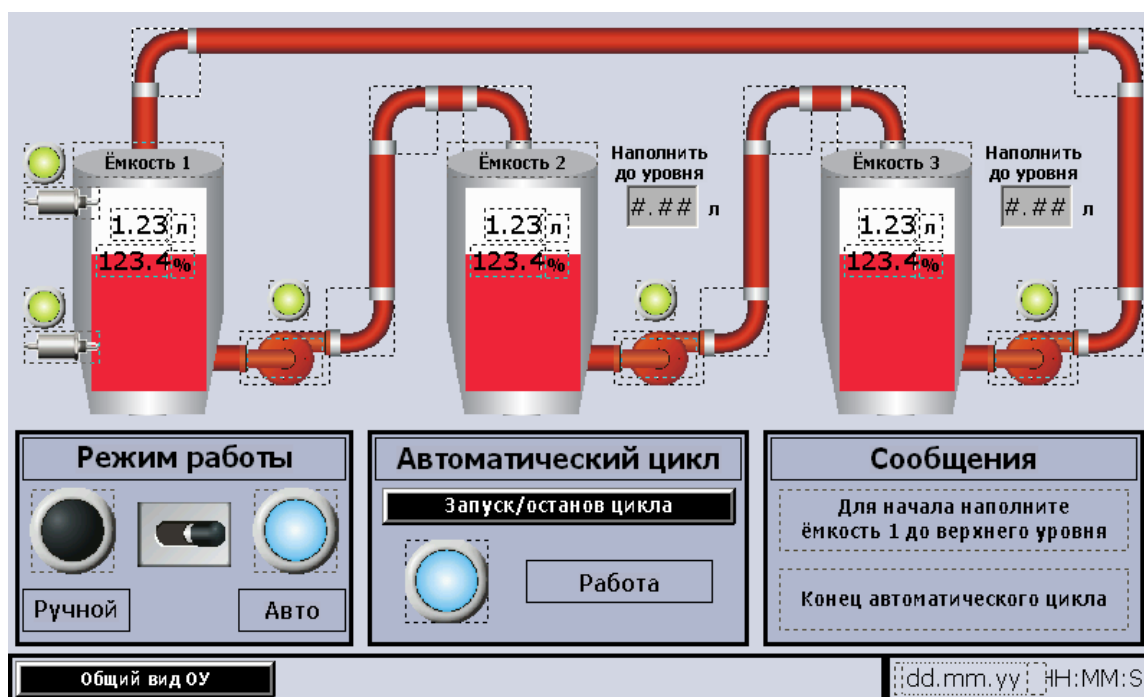 Ёмкость 1
Ёмкость 2
Наполнить
до уровня
#.## л
Ёмкость 3
Наполнить
до уровня
#.## л
1.23 л
123.4%
1.23 л
123.4%
1.23 л
123.4%
Режим работы
Ручной
Авто
Автоматический цикл
Запуск/останов цикла
Работа
Сообщения
Для начала наполните
ёмкость 1 до верхнего уровня
Конец автоматического цикла
Общий вид ОУ
dd.mm.yy HH:MM:S